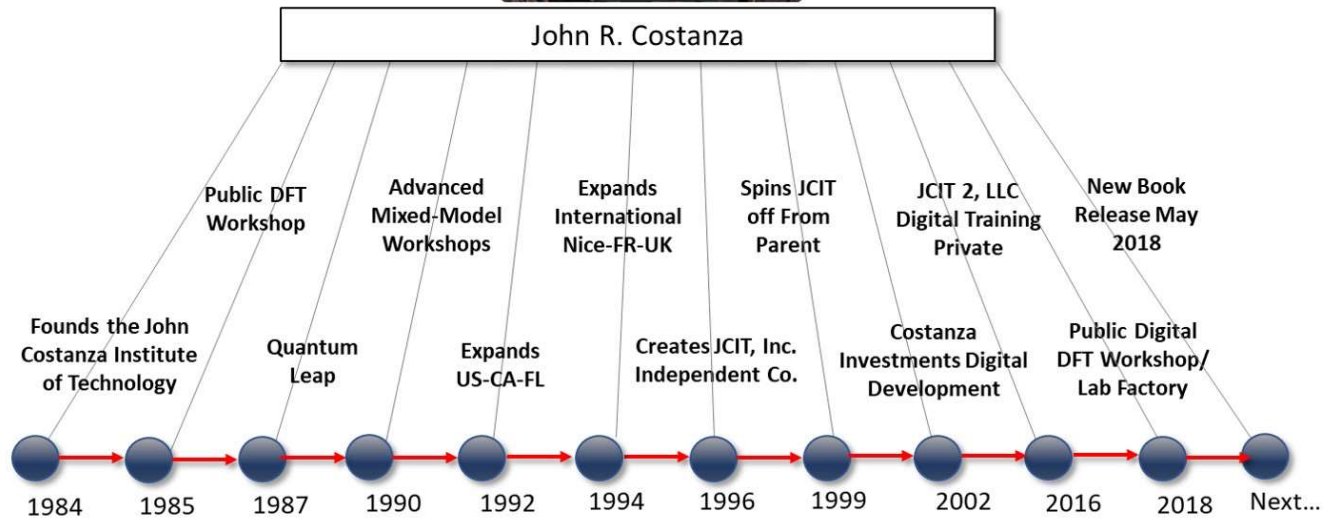 John R. Costanza
Public DFT
Workshop
Advanced
Mixed-Model
Workshops
Expands
International
Nice-FR-UK
Spins JCIT
off From
Parent
JCIT 2, LLC
Digital Training
Private
New Book
Release May
2018
Founds the John
Costanza Institute
of Technology
Quantum
Leap
Expands
US-CA-FL
Creates JCIT, Inc.
Independent Co.
Costanza
Investments Digital
Development
Public Digital
DFT Workshop/
Lab Factory
1984 1985 1987 1990 1992 1994 1996 1999 2002 2016 2018 Next...